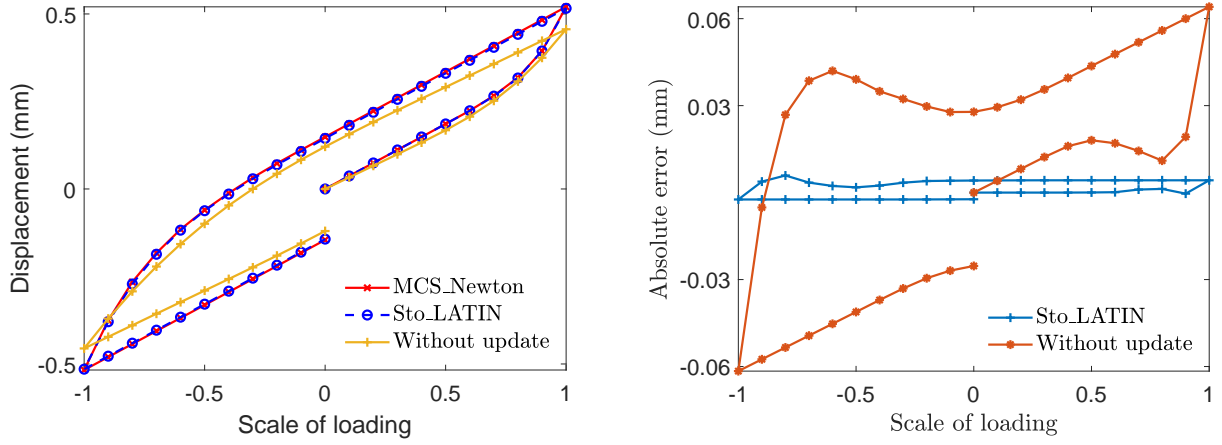 0.5
0
-0.5
-1
-0.5
0
0.5
1
Displacement (mm)
Scale of loading
MCS_Newton
Sto_LATIN
Without update
0.06
0.03
-0.03
-0.06
-1
-0.5
0
0.5
1
Absolute error (mm)
Scale of loading
Sto_LATIN
Without update